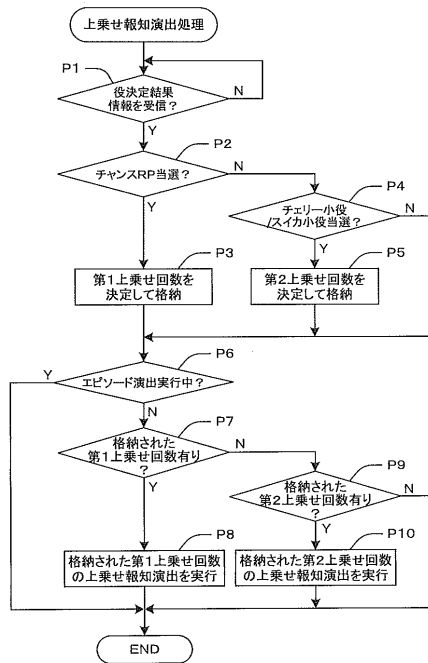 上乗せ報知演出処理
P1
役決定結果
情報を受信？
N
Y
P2
チャンスRP当選？
N
Y
P4
チェリー小役
/スイカ小役当選？
N
Y
P3
第1上乗せ回数を
決定して格納
P5
第2上乗せ回数を
決定して格納
P6
Y
エピソード演出実行中？
N
P7
格納された
第1上乗せ回数有り
？
N
Y
P9
格納された
第2上乗せ回数有り
？
N
Y
P8
格納された第1上乗せ回数
の上乗せ報知演出を実行
P10
格納された第2上乗せ回数
の上乗せ報知演出を実行
END